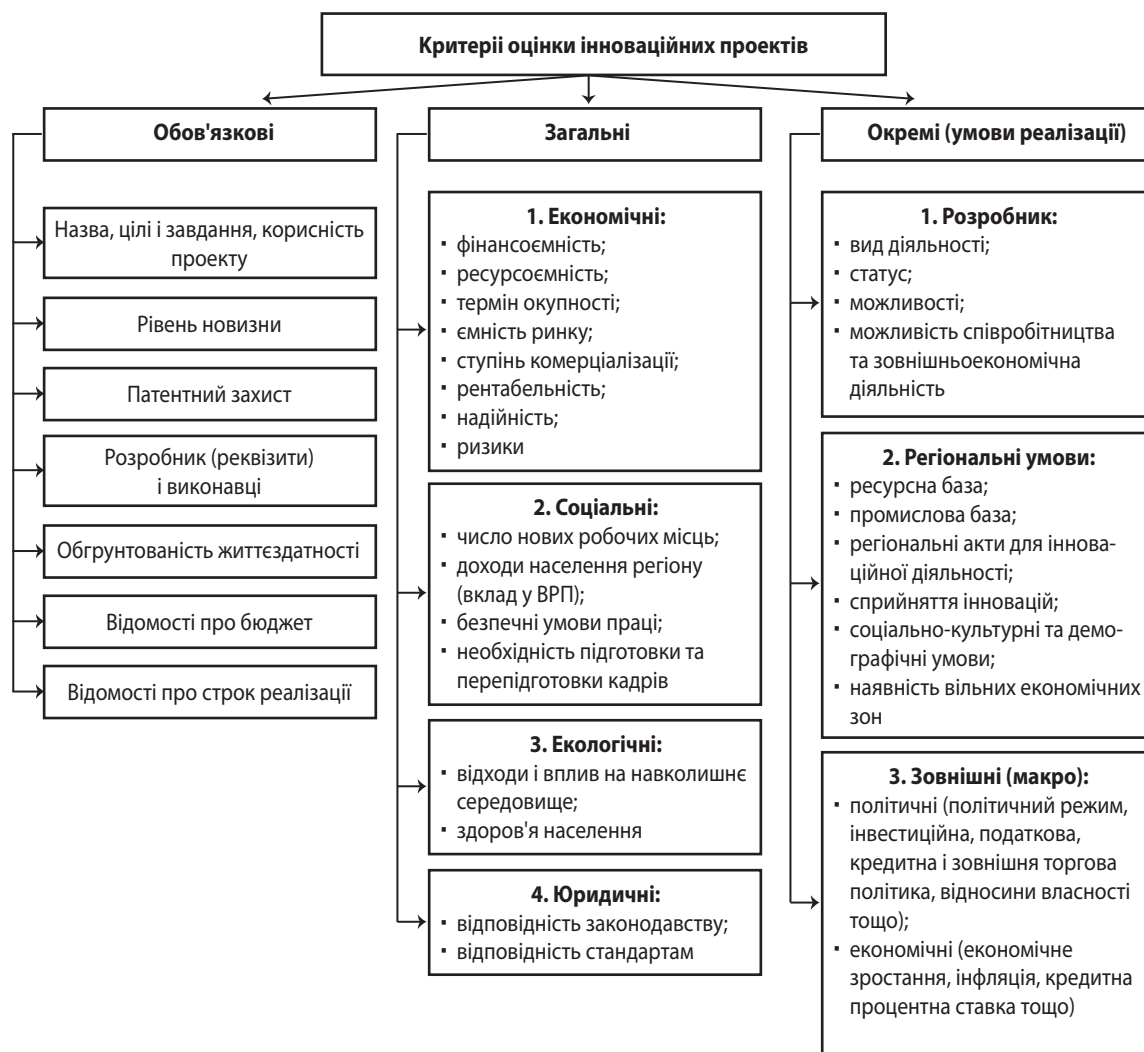 Критеріі оцінки інноваційних проектів
Обов'язкові
Назва, цілі і завдання, корисність
проекту
Рівень новизни
Патентний захист
Розробник (реквізити)
і виконавці
Обгрунтованість життєздатності
Відомості про бюджет
Відомості про строк реалізації
Загальні
1. Економічні:
▪ фінансоємність;
▪ ресурсоємність;
▪ термін окупності;
▪ ємність ринку;
▪ ступінь комерціалізації;
▪ рентабельність;
▪ надійність;
▪ ризики
2. Соціальні:
▪ число нових робочих місць;
▪ доходи населення регіону
(вклад у ВРП);
▪ безпечні умови праці;
▪ необхідність підготовки та
перепідготовки кадрів
3. Екологічні:
▪ відходи і вплив на навколишнє
середовище;
▪ здоров'я населення
4. Юридичні:
▪ відповідність законодавству;
▪ відповідність стандартам
Окремі (умови реалізації)
1. Розробник:
▪ вид діяльності;
▪ статус;
▪ можливості;
▪ можливість співробітництва
та зовнішньоекономічна
діяльність
2. Регіональні умови:
▪ ресурсна база;
▪ промислова база;
▪ регіональні акти для іннова-
ційної діяльності;
▪ сприйняття інновацій;
▪ соціально-культурні та демо-
графічні умови;
▪ наявність вільних економічних
зон
3. Зовнішні (макро):
▪ політичні (політичний режим,
інвестиційна, податкова,
кредитна і зовнішня торгова
політика, відносини власності
тощо);
▪ економічні (економічне
зростання, інфляція, кредитна
процентна ставка тощо)